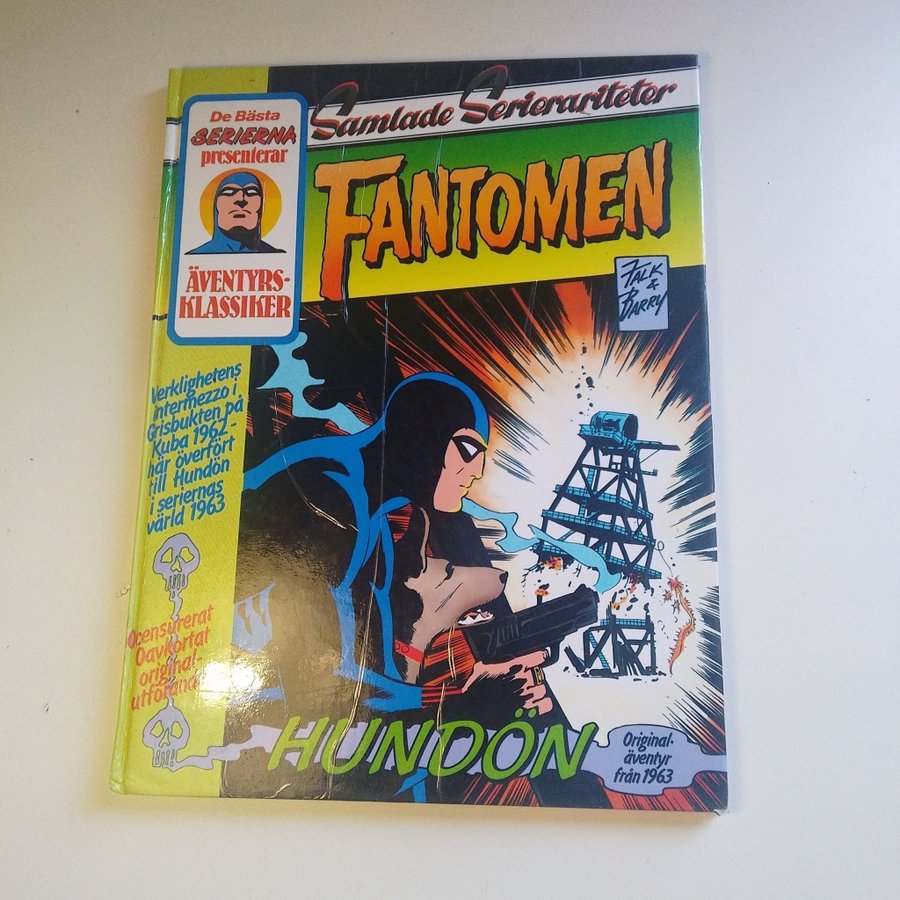 Samlade Serierariteter
De Bästa
SERIERNA
presenterar
ÄVENTYRS-
KLASSIKER
FANTOMEN
FALK
&
BARRY
Verklighetens
intermezzo i
Grisbukten på
Kuba 1962 -
här överfört
till Hundön
i seriernas
värld 1963
Ocensurerat
Oavkortat
original-
utförande
HUNDÖN
Original-
äventyr
från 1963